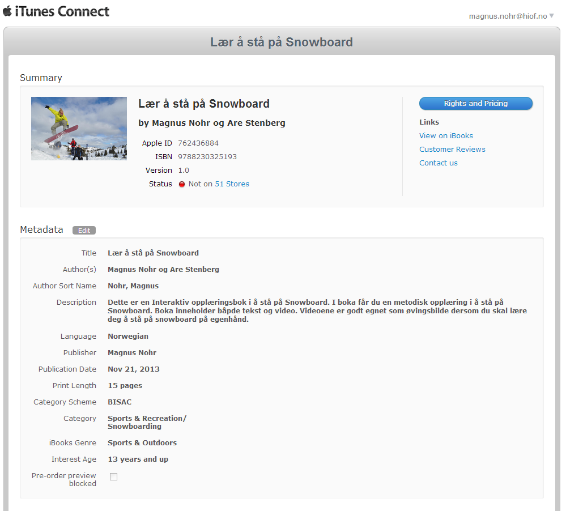 iTunes Connect
magnus.nohr@hiof.no
Lær å stå på Snowboard
Summary
Lær å stå på Snowboard
by Magnus Nohr og Are Stenberg
Apple ID 762436884
ISBN 9788230325193
Version 1.0
Status Not on 51 Stores
Rights and Pricing
Links
View on iBooks
Customer Reviews
Contact us
Metadata Edit
Title Lær å stå på Snowboard
Author(s) Magnus Nohr og Are Stenberg
Author Sort Name Nohr, Magnus
Description Dette er en Interaktiv opplæringsbok i å stå på Snowboard. I boka får du en metodisk opplæring i å stå på
Snowboard. Boka inneholder båpde tekst og video. Videoene er godt egnet som øvingsbilde dersom du skal lære
deg å stå på snowboard på egenhånd.
Language Norwegian
Publisher Magnus Nohr
Publication Date Nov 21, 2013
Print Length 15 pages
Category Scheme BISAC
Category Sports & Recreation/
Snowboarding
iBooks Genre Sports & Outdoors
Interest Age 13 years and up
Pre-order preview
blocked